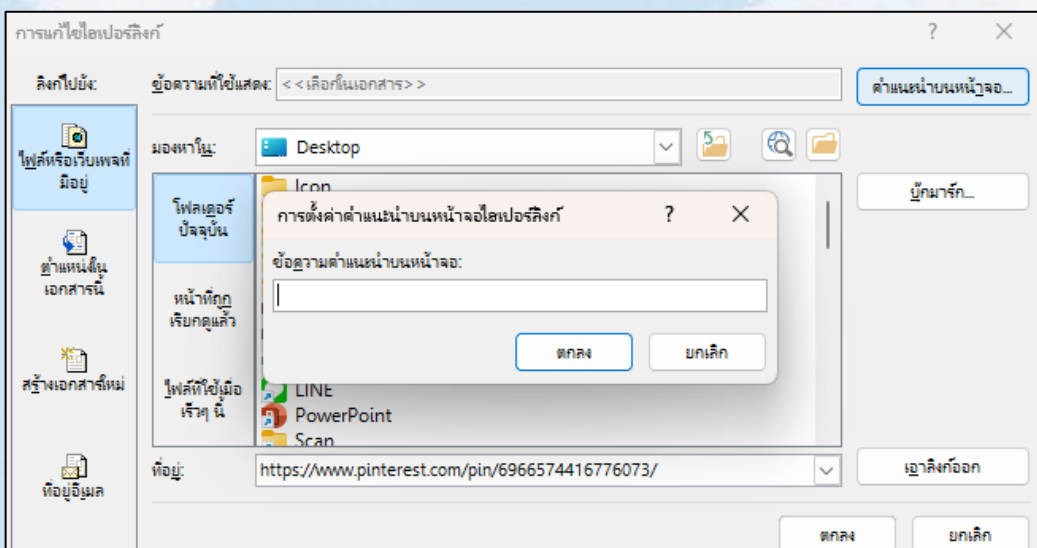 การแก้ไขไฮเปอร์ลิงก์
?
ลิงก์ไปยัง:
ข้อความที่ใช้แสดง:
<<เลือกในเอกสาร>>
คำแนะนำบนหน้าจอ...
ไฟล์หรือเว็บเพจที่
มีอยู่
ตำแหน่งใน
เอกสารนี้
สร้างเอกสารใหม่
ที่อยู่อีเมล
มองหาใน:
Desktop
โฟลเดอร์
ปัจจุบัน
หน้าที่ถูก
เรียกดูแล้ว
ไฟล์ที่ใช้เมื่อ
เร็วๆ นี้
Icon
การตั้งค่าคำแนะนำบนหน้าจอไฮเปอร์ลิงก์
?
ข้อความคำแนะนำบนหน้าจอ:
ตกลง
ยกเลิก
LINE
PowerPoint
Scan
บุ๊กมาร์ก...
ที่อยู่:
https://www.pinterest.com/pin/6966574416776073/
เอาลิงก์ออก
ตกลง
ยกเลิก